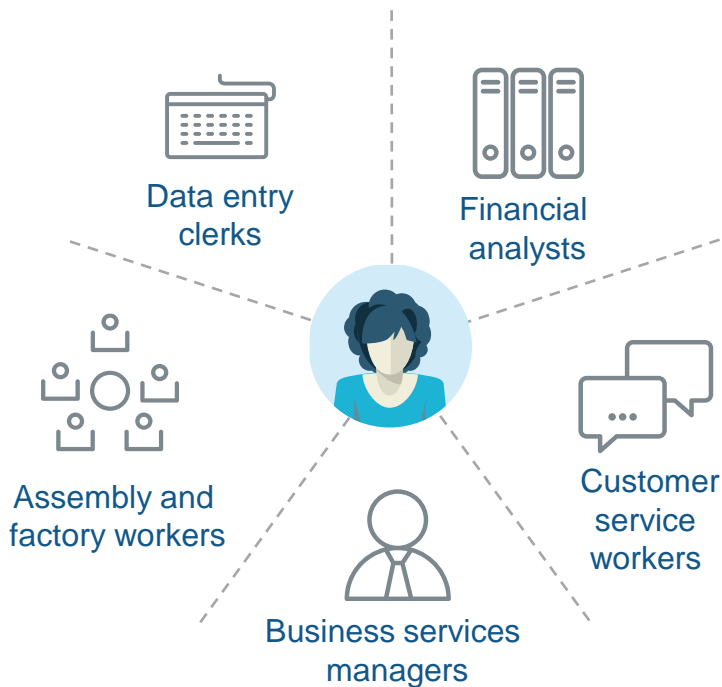 Data entry
clerks
Financial
analysts
Assembly and
factory workers
Customer
service
workers
Business services
managers